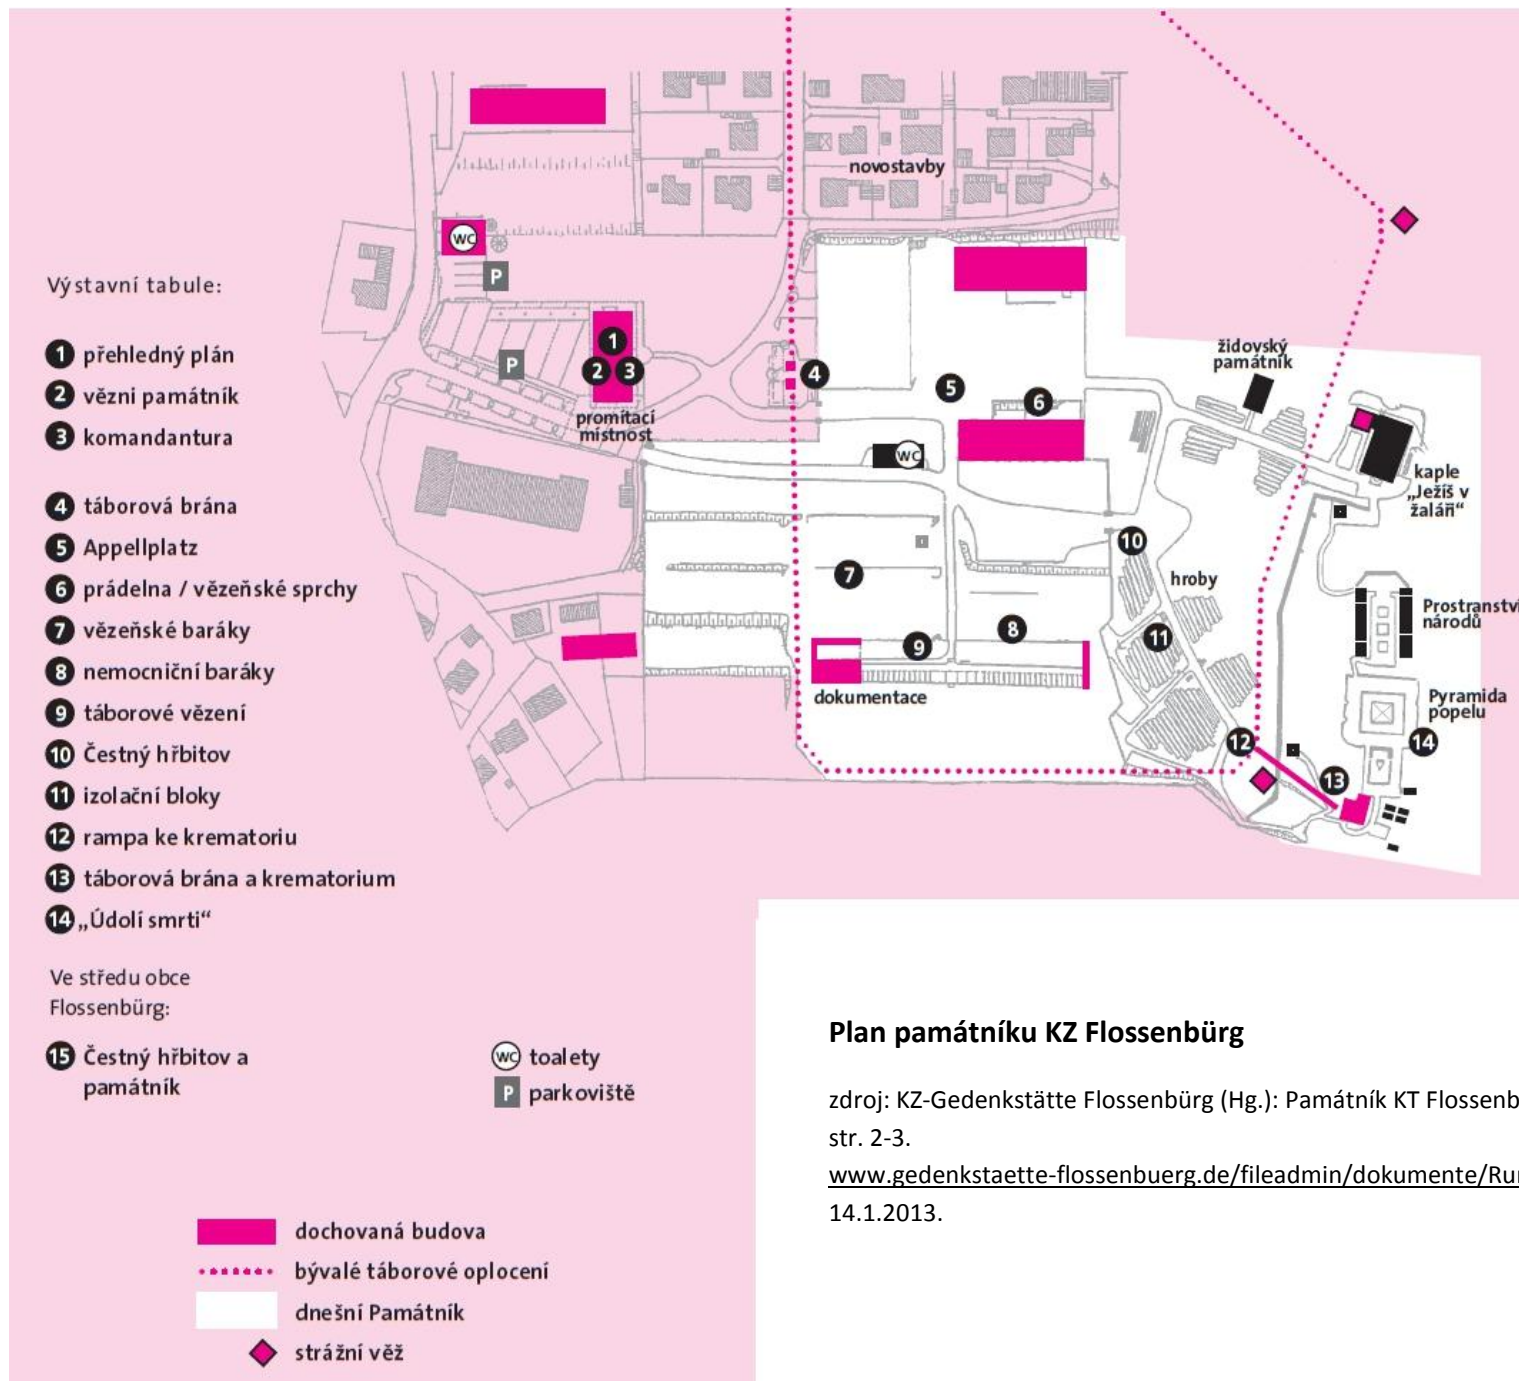 novostavby
WC
P
P
Výstavní tabule:
1 přehledný plán
2 vězni památník
3 komandantura
4 táborová brána
5 Appellplatz
6 prádelna / vězeňské sprchy
7 vězeňské baráky
8 nemocniční baráky
9 táborové vězení
10 Čestný hřbitov
11 izolační bloky
12 rampa ke krematoriu
13 táborová brána a krematorium
14 „Údolí smrti“
Ve středu obce
Flossenbürg:
15 Čestný hřbitov a
památník
WC toalety
P parkoviště
dochovaná budova
bývalé táborové oplocení
dnešní Památník
strážní věž
1
2 3
promítací
místnost
4
5
6
WC
židovský
památník
kaple
„Ježíš v
žaláři“
10
hroby
7
8
9
11
dokumentace
Prostranství
národů
Pyramida
popelu
12
13
14
Plan památníku KZ Flossenbürg
zdroj: KZ-Gedenkstätte Flossenbürg (Hg.): Památník KT Flossenb
str. 2-3.
www.gedenkstaette-flossenbuerg.de/fileadmin/dokumente/Ru
14.1.2013.